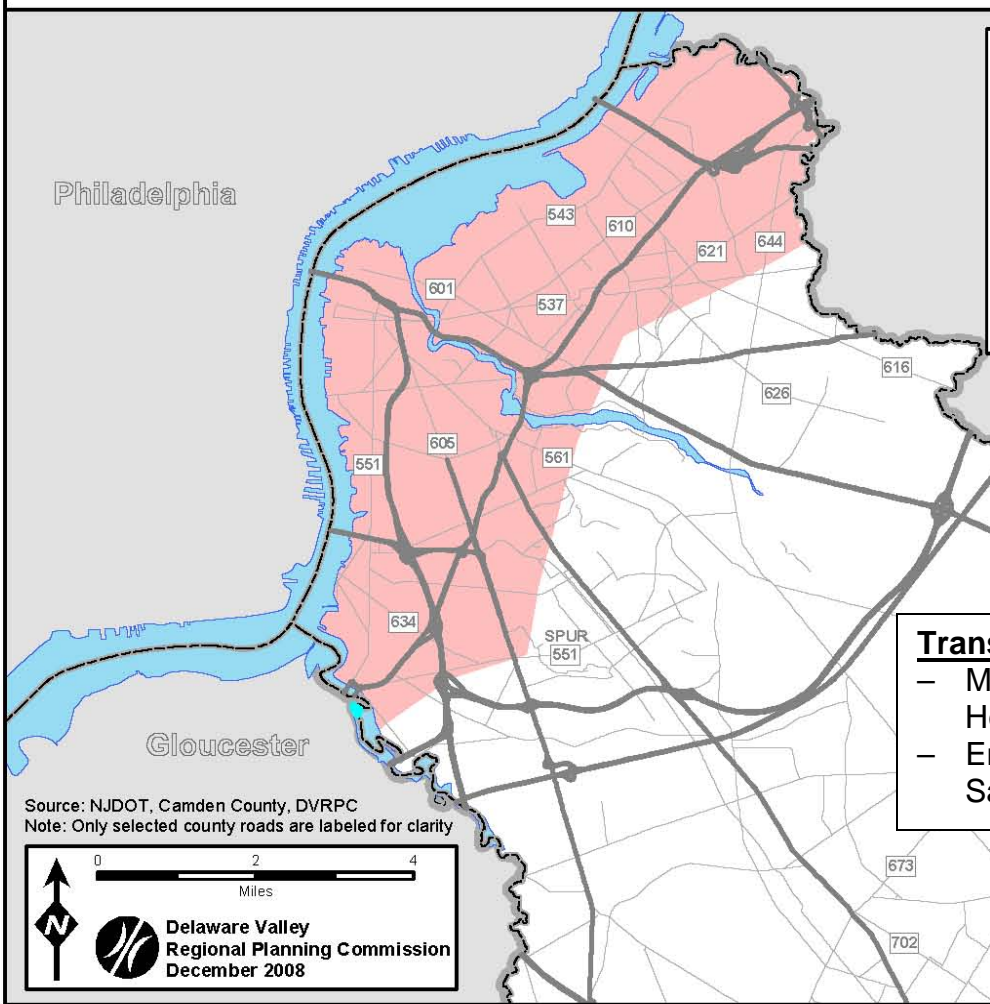 Philadelphia
543
610
621
644
601
537
616
626
605
551
561
634
SPUR
551
Gloucester
Source: NJDOT, Camden County, DVRPC
Note: Only selected county roads are labeled for clarity
0 2 4
Miles
N
Delaware Valley
Regional Planning Commission
December 2008
673
702